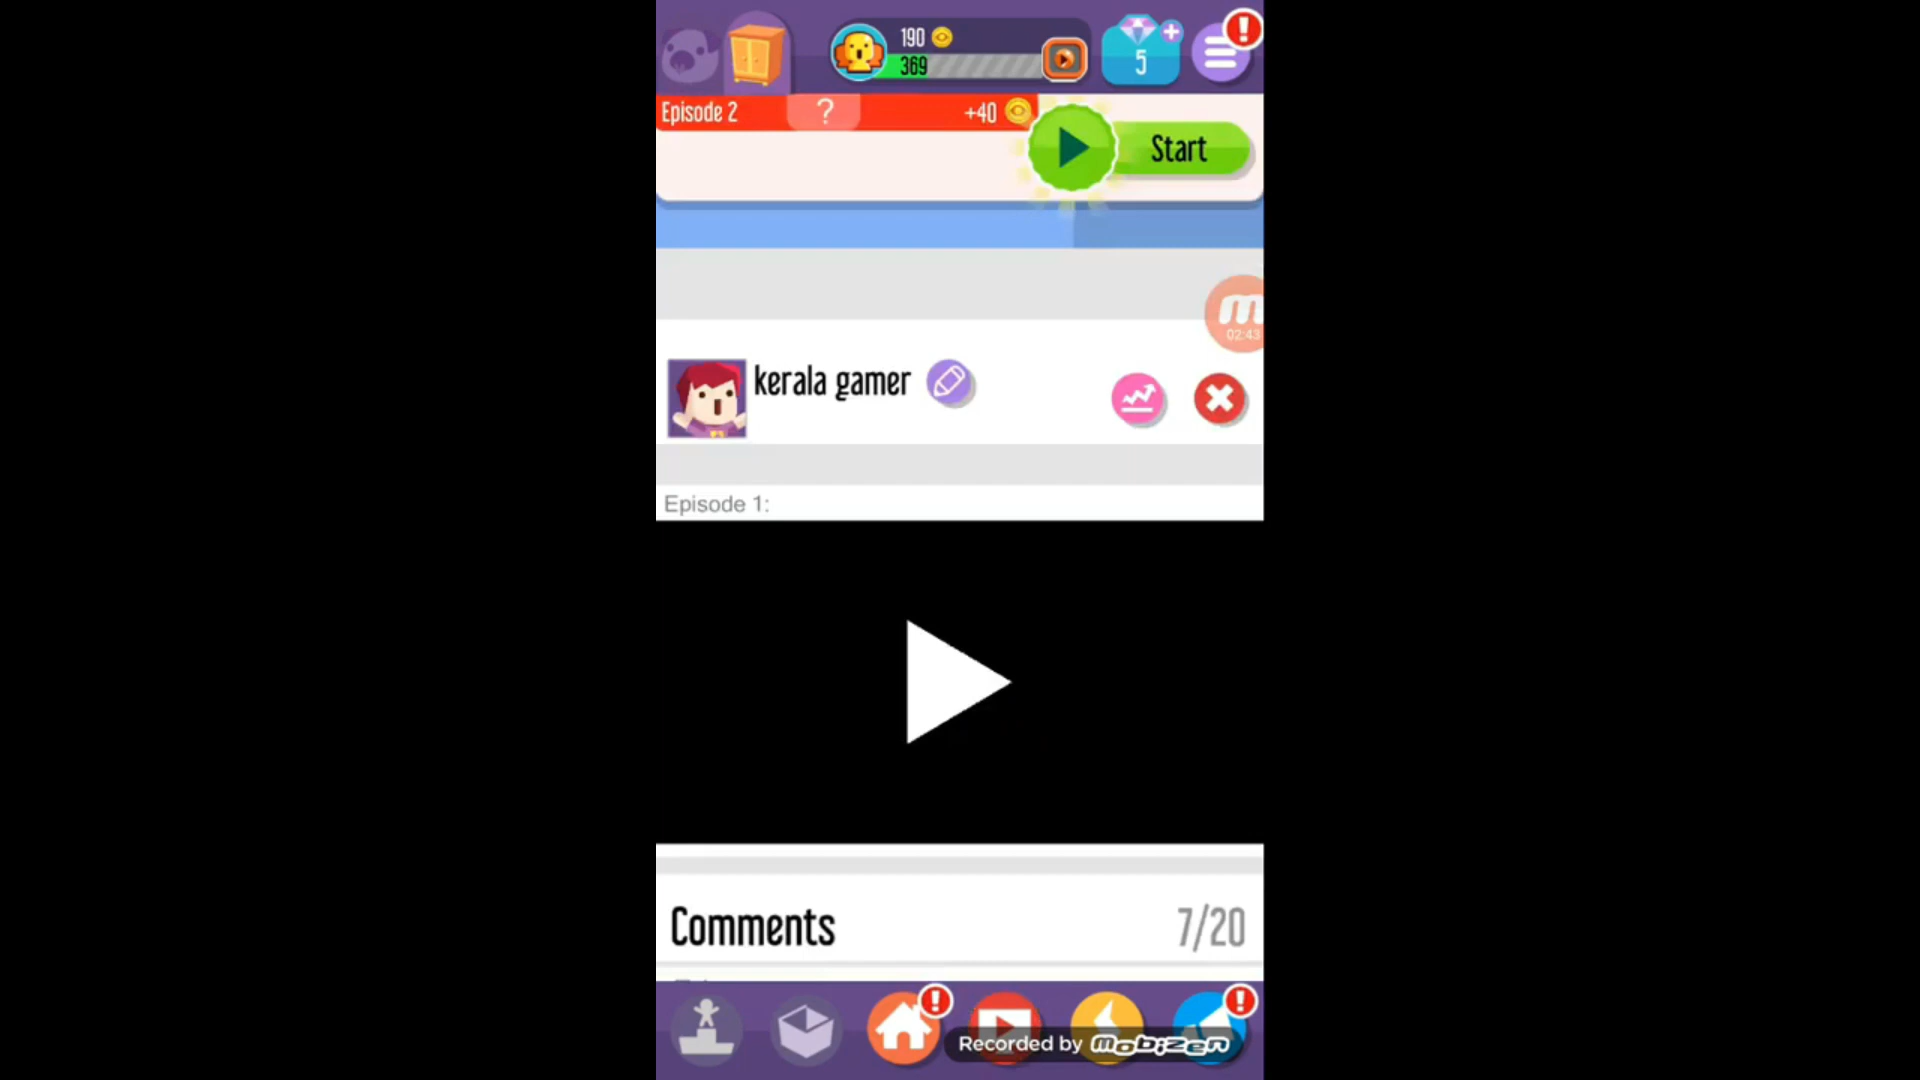 190
369
5
!
Episode 2
?
+40
Start
m
02:43
kerala gamer
Episode 1:
Comments
7/20
!
!
Recorded by mobizen